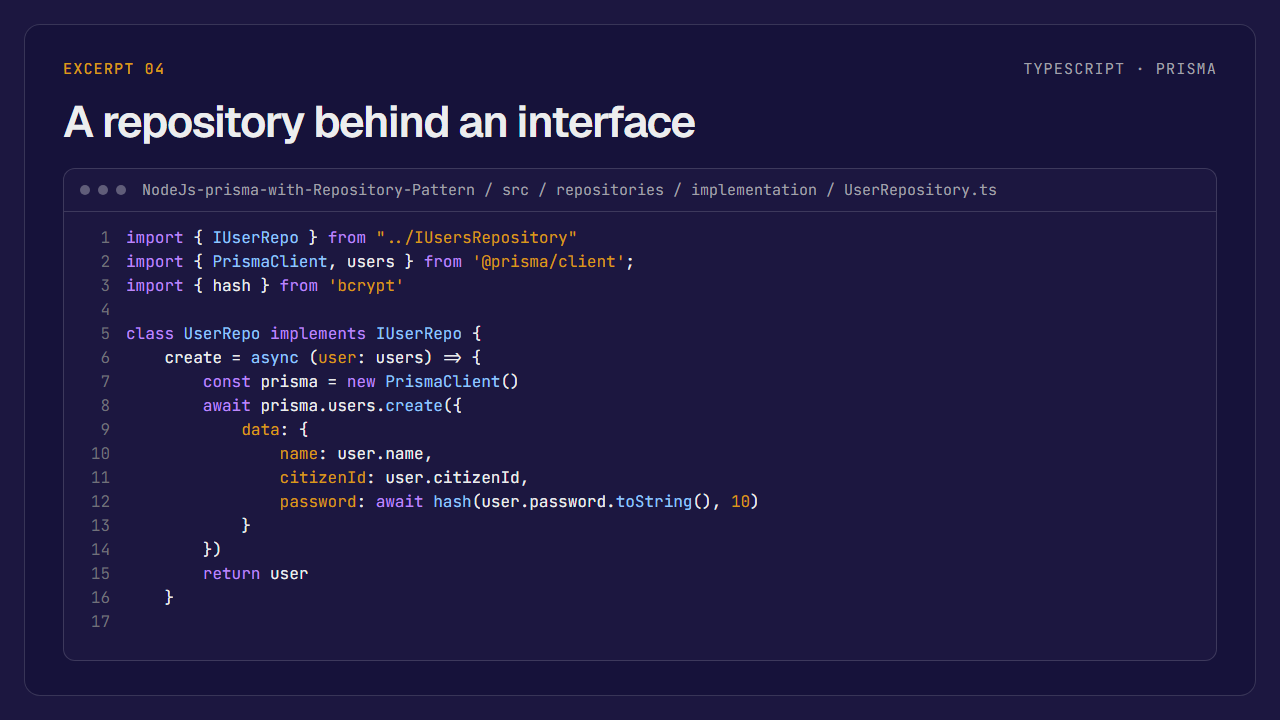 EXCERPT 04
TYPESCRIPT · PRISMA
A repository behind an interface
NodeJs-prisma-with-Repository-Pattern / src / repositories / implementation / UserRepository.ts
1 import { IUserRepo } from "../IUsersRepository"
2 import { PrismaClient, users } from '@prisma/client';
3 import { hash } from 'bcrypt'
4
5 class UserRepo implements IUserRepo {
6     create = async (user: users) => {
7         const prisma = new PrismaClient()
8         await prisma.users.create({
9             data: {
10                 name: user.name,
11                 citizenId: user.citizenId,
12                 password: await hash(user.password.toString(), 10)
13             }
14         })
15         return user
16     }
17